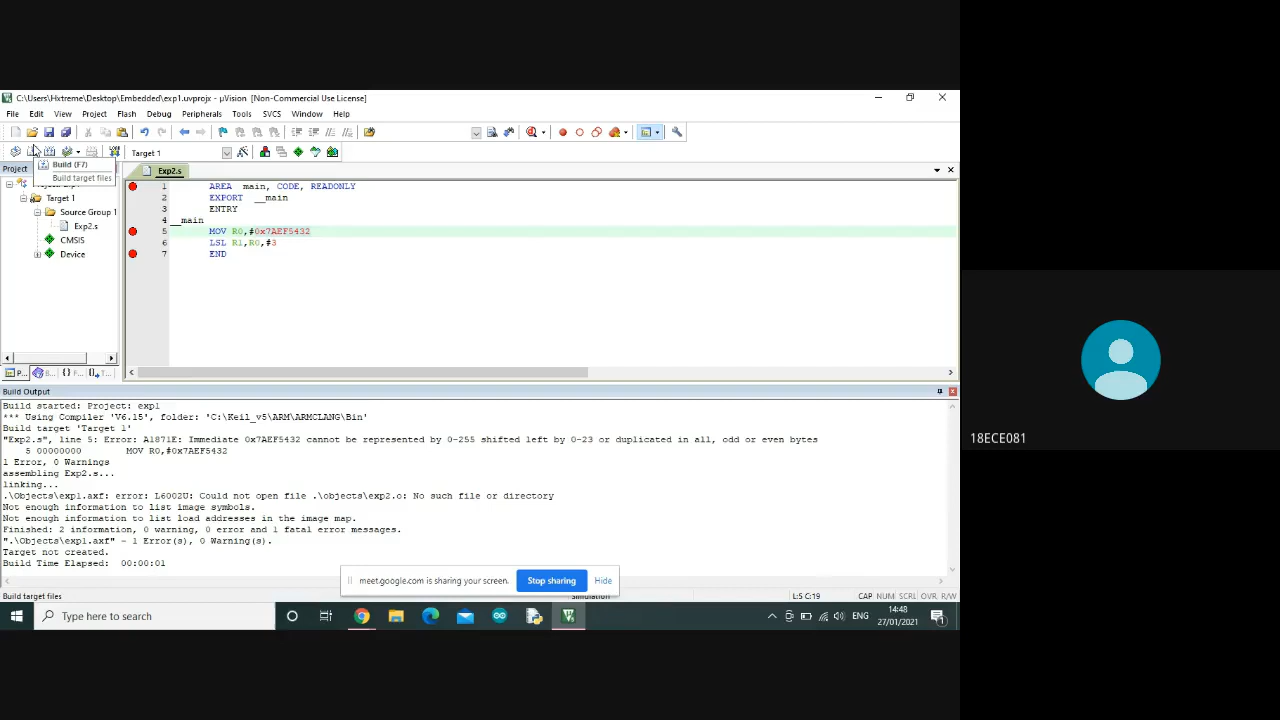 C:\Users\Hxtreme\Desktop\Embedded\exp1.uvprojx - µVision [Non-Commercial Use License]
File Edit View Project Flash Debug Peripherals Tools SVCS Window Help
Target 1
Build (F7)
Build target files
Project
Exp2.s
Target 1
Source Group 1
Exp2.s
CMSIS
Device
1 AREA main, CODE, READONLY
2 EXPORT __main
3 ENTRY
4 __main
5 MOV R0,#0x7AEF5432
6 LSL R1,R0,#3
7 END
P... B... {} F... T...
Build Output
Build started: Project: exp1
*** Using Compiler 'V6.15', folder: 'C:\Keil_v5\ARM\ARMCLANG\Bin'
Build target 'Target 1'
"Exp2.s", line 5: Error: A1871E: Immediate 0x7AEF5432 cannot be represented by 0-255 shifted left by 0-23 or duplicated in all, odd or even bytes
5 00000000 MOV R0,#0x7AEF5432
1 Error, 0 Warnings
assembling Exp2.s...
linking...
.\Objects\exp1.axf: error: L6002U: Could not open file .\objects\exp2.o: No such file or directory
Not enough information to list image symbols.
Not enough information to list load addresses in the image map.
Finished: 2 information, 0 warning, 0 error and 1 fatal error messages.
".\Objects\exp1.axf" - 1 Error(s), 0 Warning(s).
Target not created.
Build Time Elapsed: 00:00:01
meet.google.com is sharing your screen. Stop sharing Hide
Build target files Simulation L:5 C:19 CAP NUM SCRL OVR R/W
Type here to search
ENG
14:48
27/01/2021
1
18ECE081